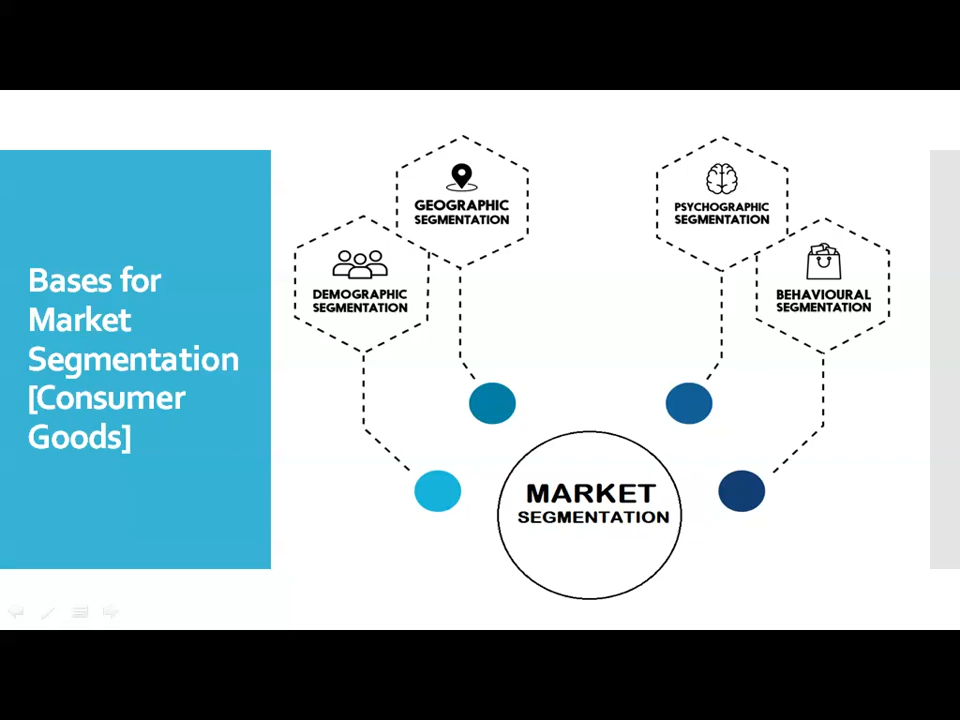 Bases for
Market
Segmentation
[Consumer
Goods]
GEOGRAPHIC
SEGMENTATION
PSYCHOGRAPHIC
SEGMENTATION
DEMOGRAPHIC
SEGMENTATION
BEHAVIOURAL
SEGMENTATION
MARKET
SEGMENTATION